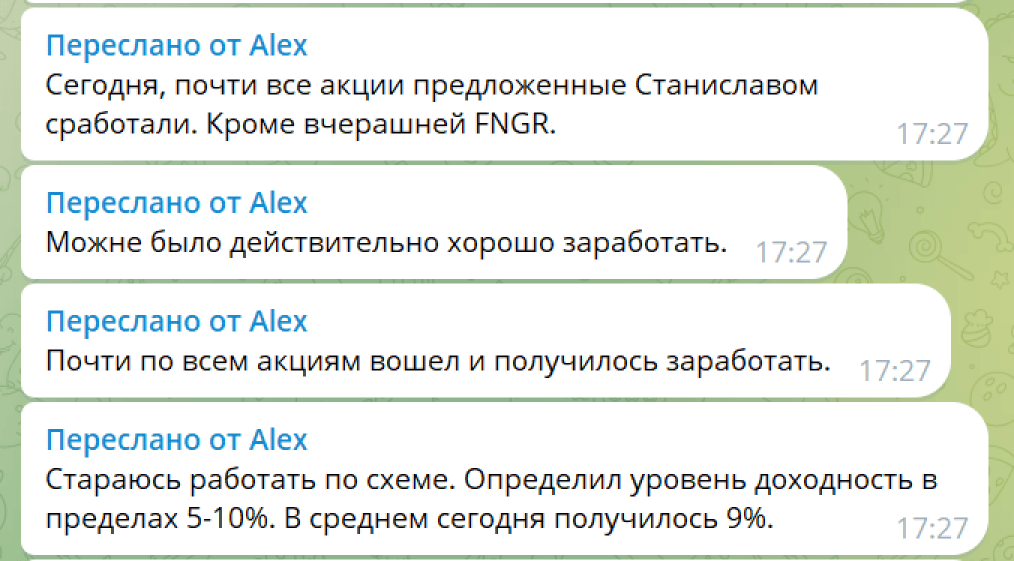 Переслано от Alex
Сегодня, почти все акции предложенные Станиславом
сработали. Кроме вчерашней FNGR.
17:27
Переслано от Alex
Можне было действительно хорошо заработать.
17:27
Переслано от Alex
Почти по всем акциям вошел и получилось заработать.
17:27
Переслано от Alex
Стараюсь работать по схеме. Определил уровень доходность в
пределах 5-10%. В среднем сегодня получилось 9%.
17:27